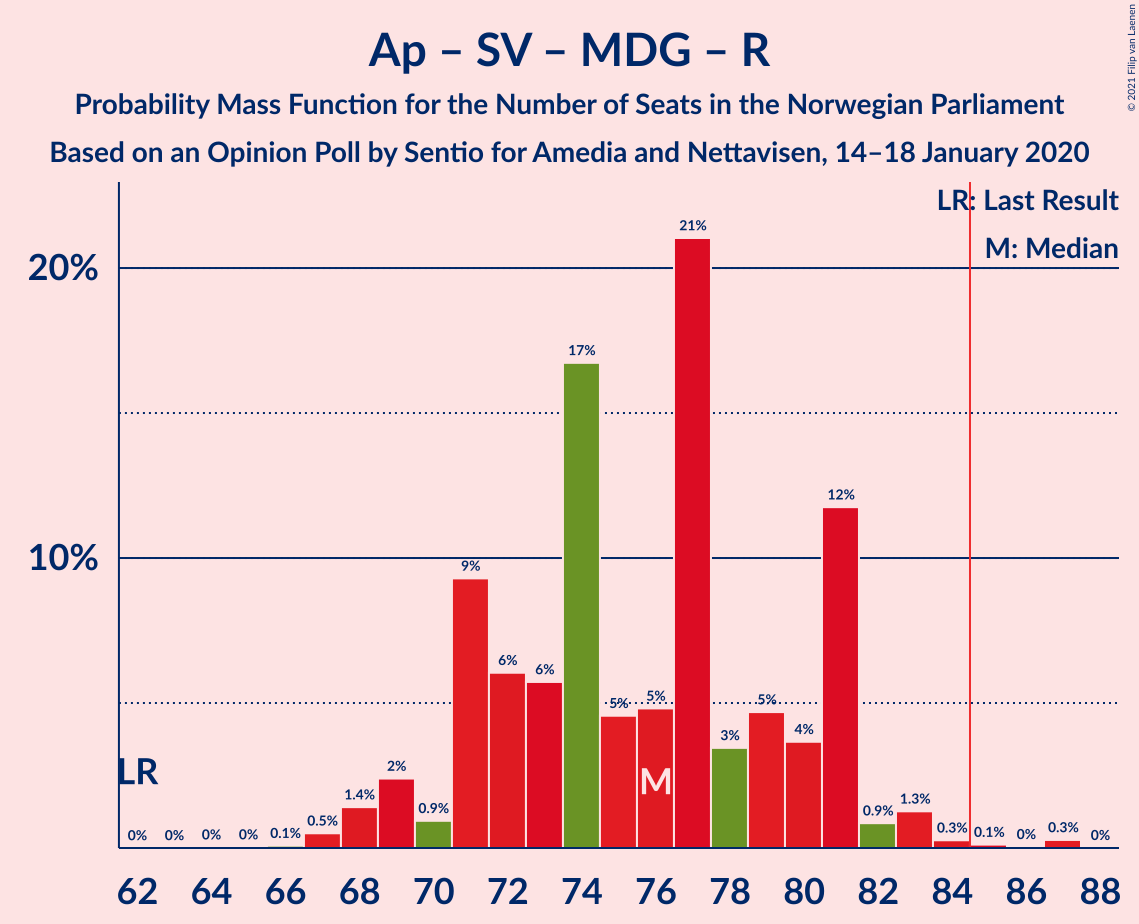 Ap – SV – MDG – R
Probability Mass Function for the Number of Seats in the Norwegian Parliament
Based on an Opinion Poll by Sentio for Amedia and Nettavisen, 14–18 January 2020
© 2021 Filip van Laenen
LR: Last Result
M: Median
20%
10%
0% 0% 0% 0% 0.1% 0.5% 1.4% 2% 0.9% 9% 6% 6% 17% 5% 5% 21% 3% 5% 4% 12% 0.9% 1.3% 0.3% 0.1% 0% 0.3% 0%
LR
M
62 64 66 68 70 72 74 76 78 80 82 84 86 88